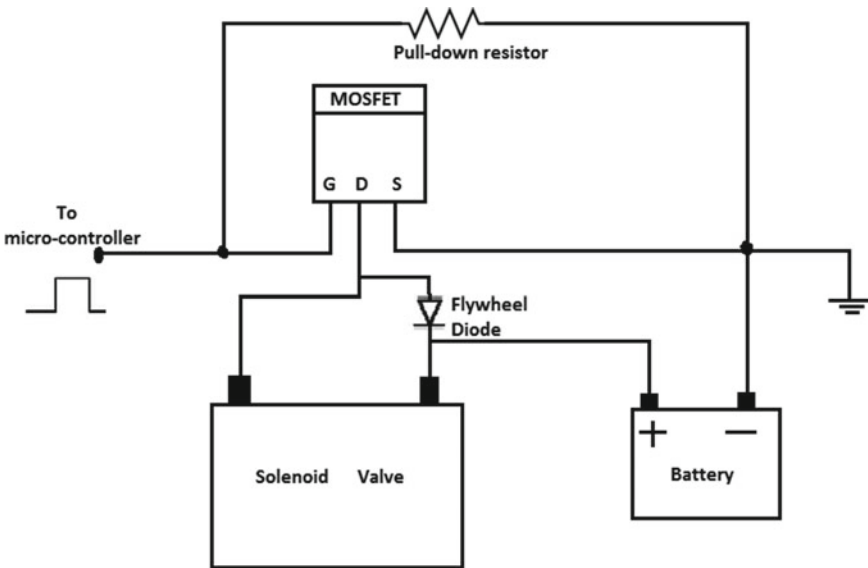 Pull-down resistor
MOSFET
G D S
To
micro-controller
Flywheel
Diode
+ —
Solenoid Valve
Battery